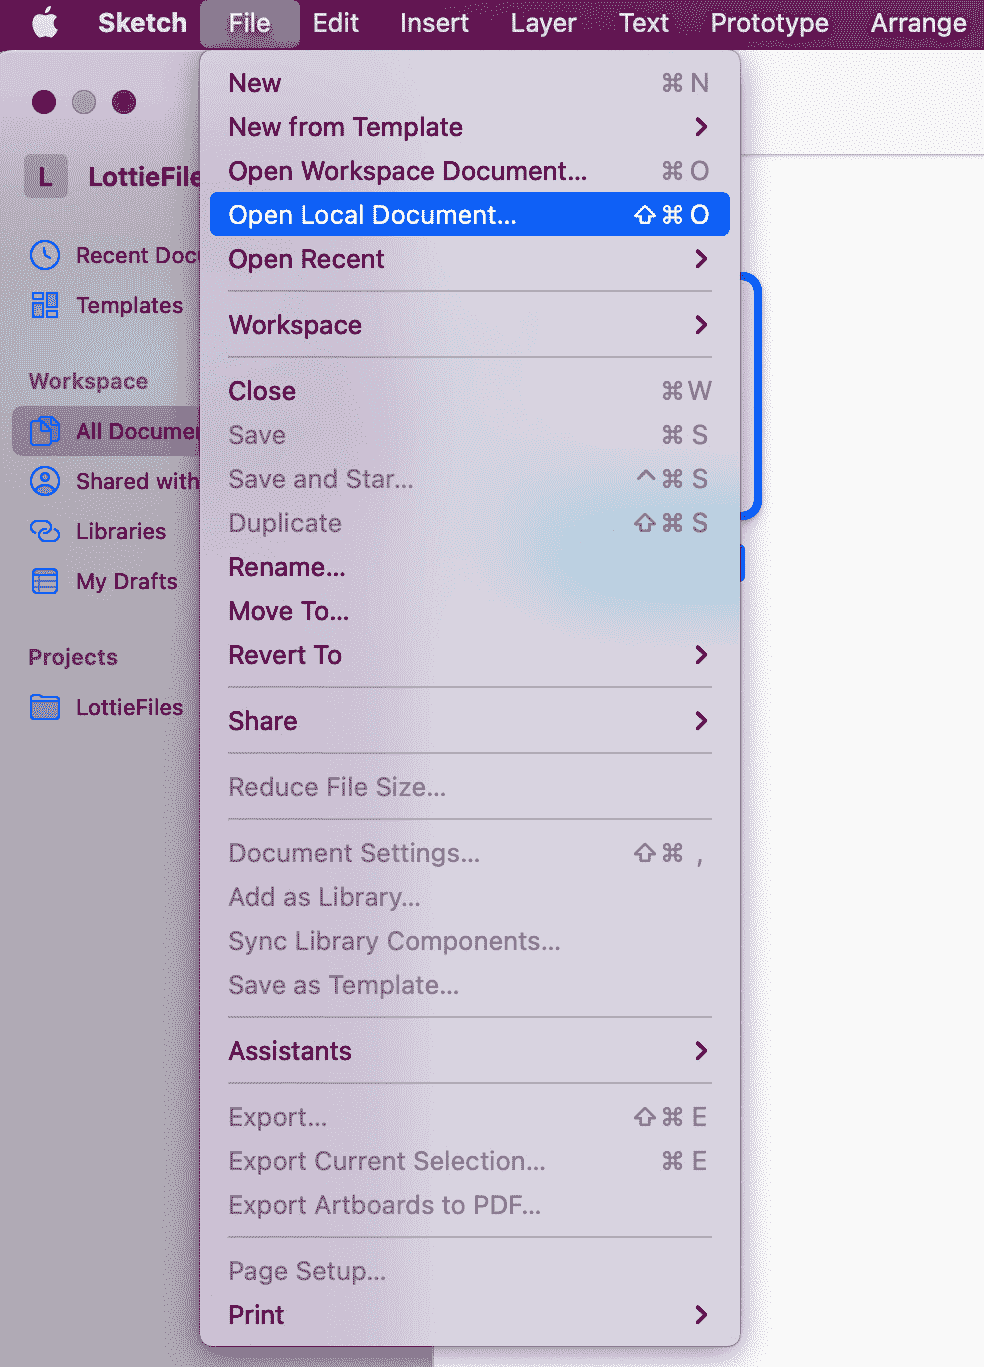 Sketch File Edit Insert Layer Text Prototype Arrange
L LottieFile
Recent Doc
Templates
Workspace
All Documen
Shared with
Libraries
My Drafts
Projects
LottieFiles
New ⌘ N
New from Template
Open Workspace Document... ⌘ O
Open Local Document... ⇧ ⌘ O
Open Recent
Workspace
Close ⌘ W
Save ⌘ S
Save and Star... ^ ⌘ S
Duplicate ⇧ ⌘ S
Rename...
Move To...
Revert To
Share
Reduce File Size...
Document Settings... ⇧ ⌘ ,
Add as Library...
Sync Library Components...
Save as Template...
Assistants
Export... ⇧ ⌘ E
Export Current Selection... ⌘ E
Export Artboards to PDF...
Page Setup...
Print